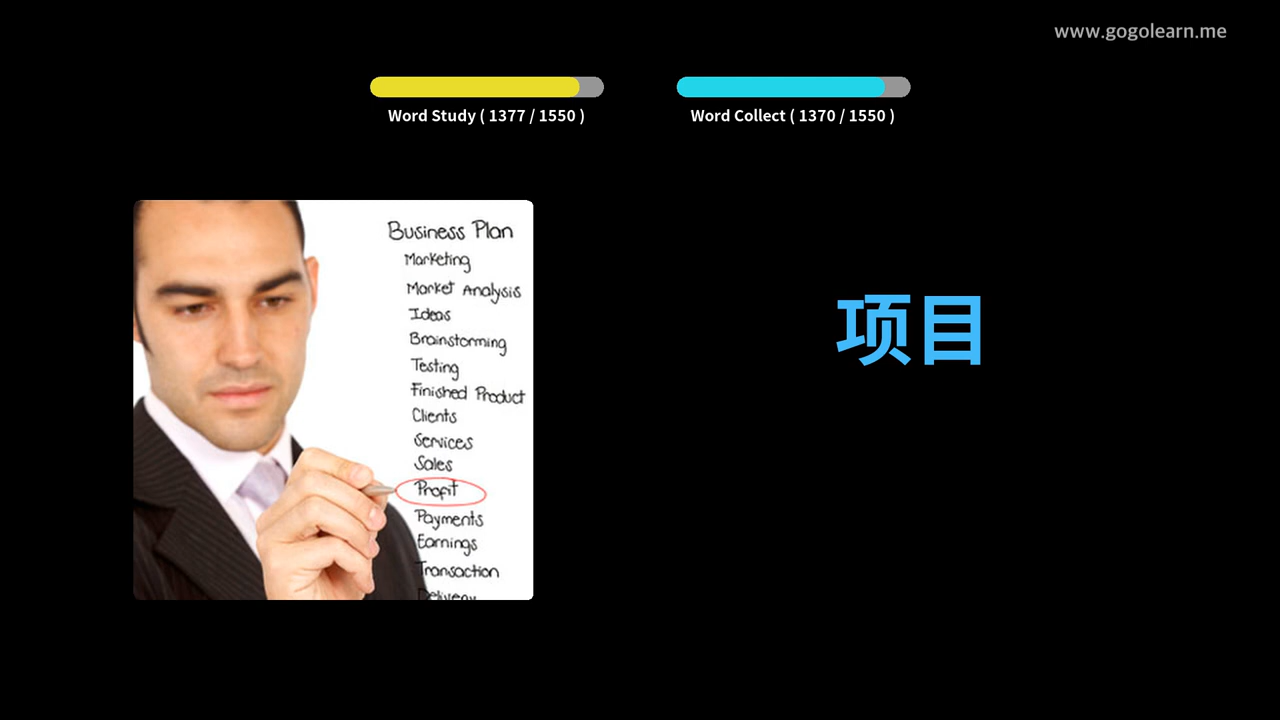 www.gogolearn.me
Word Study ( 1377 / 1550 )
Word Collect ( 1370 / 1550 )
Business Plan
Marketing
Market Analysis
Ideas
Brainstorming
Testing
Finished Product
Clients
Services
Sales
Profit
Payments
Earnings
Transaction
Delivery
项目